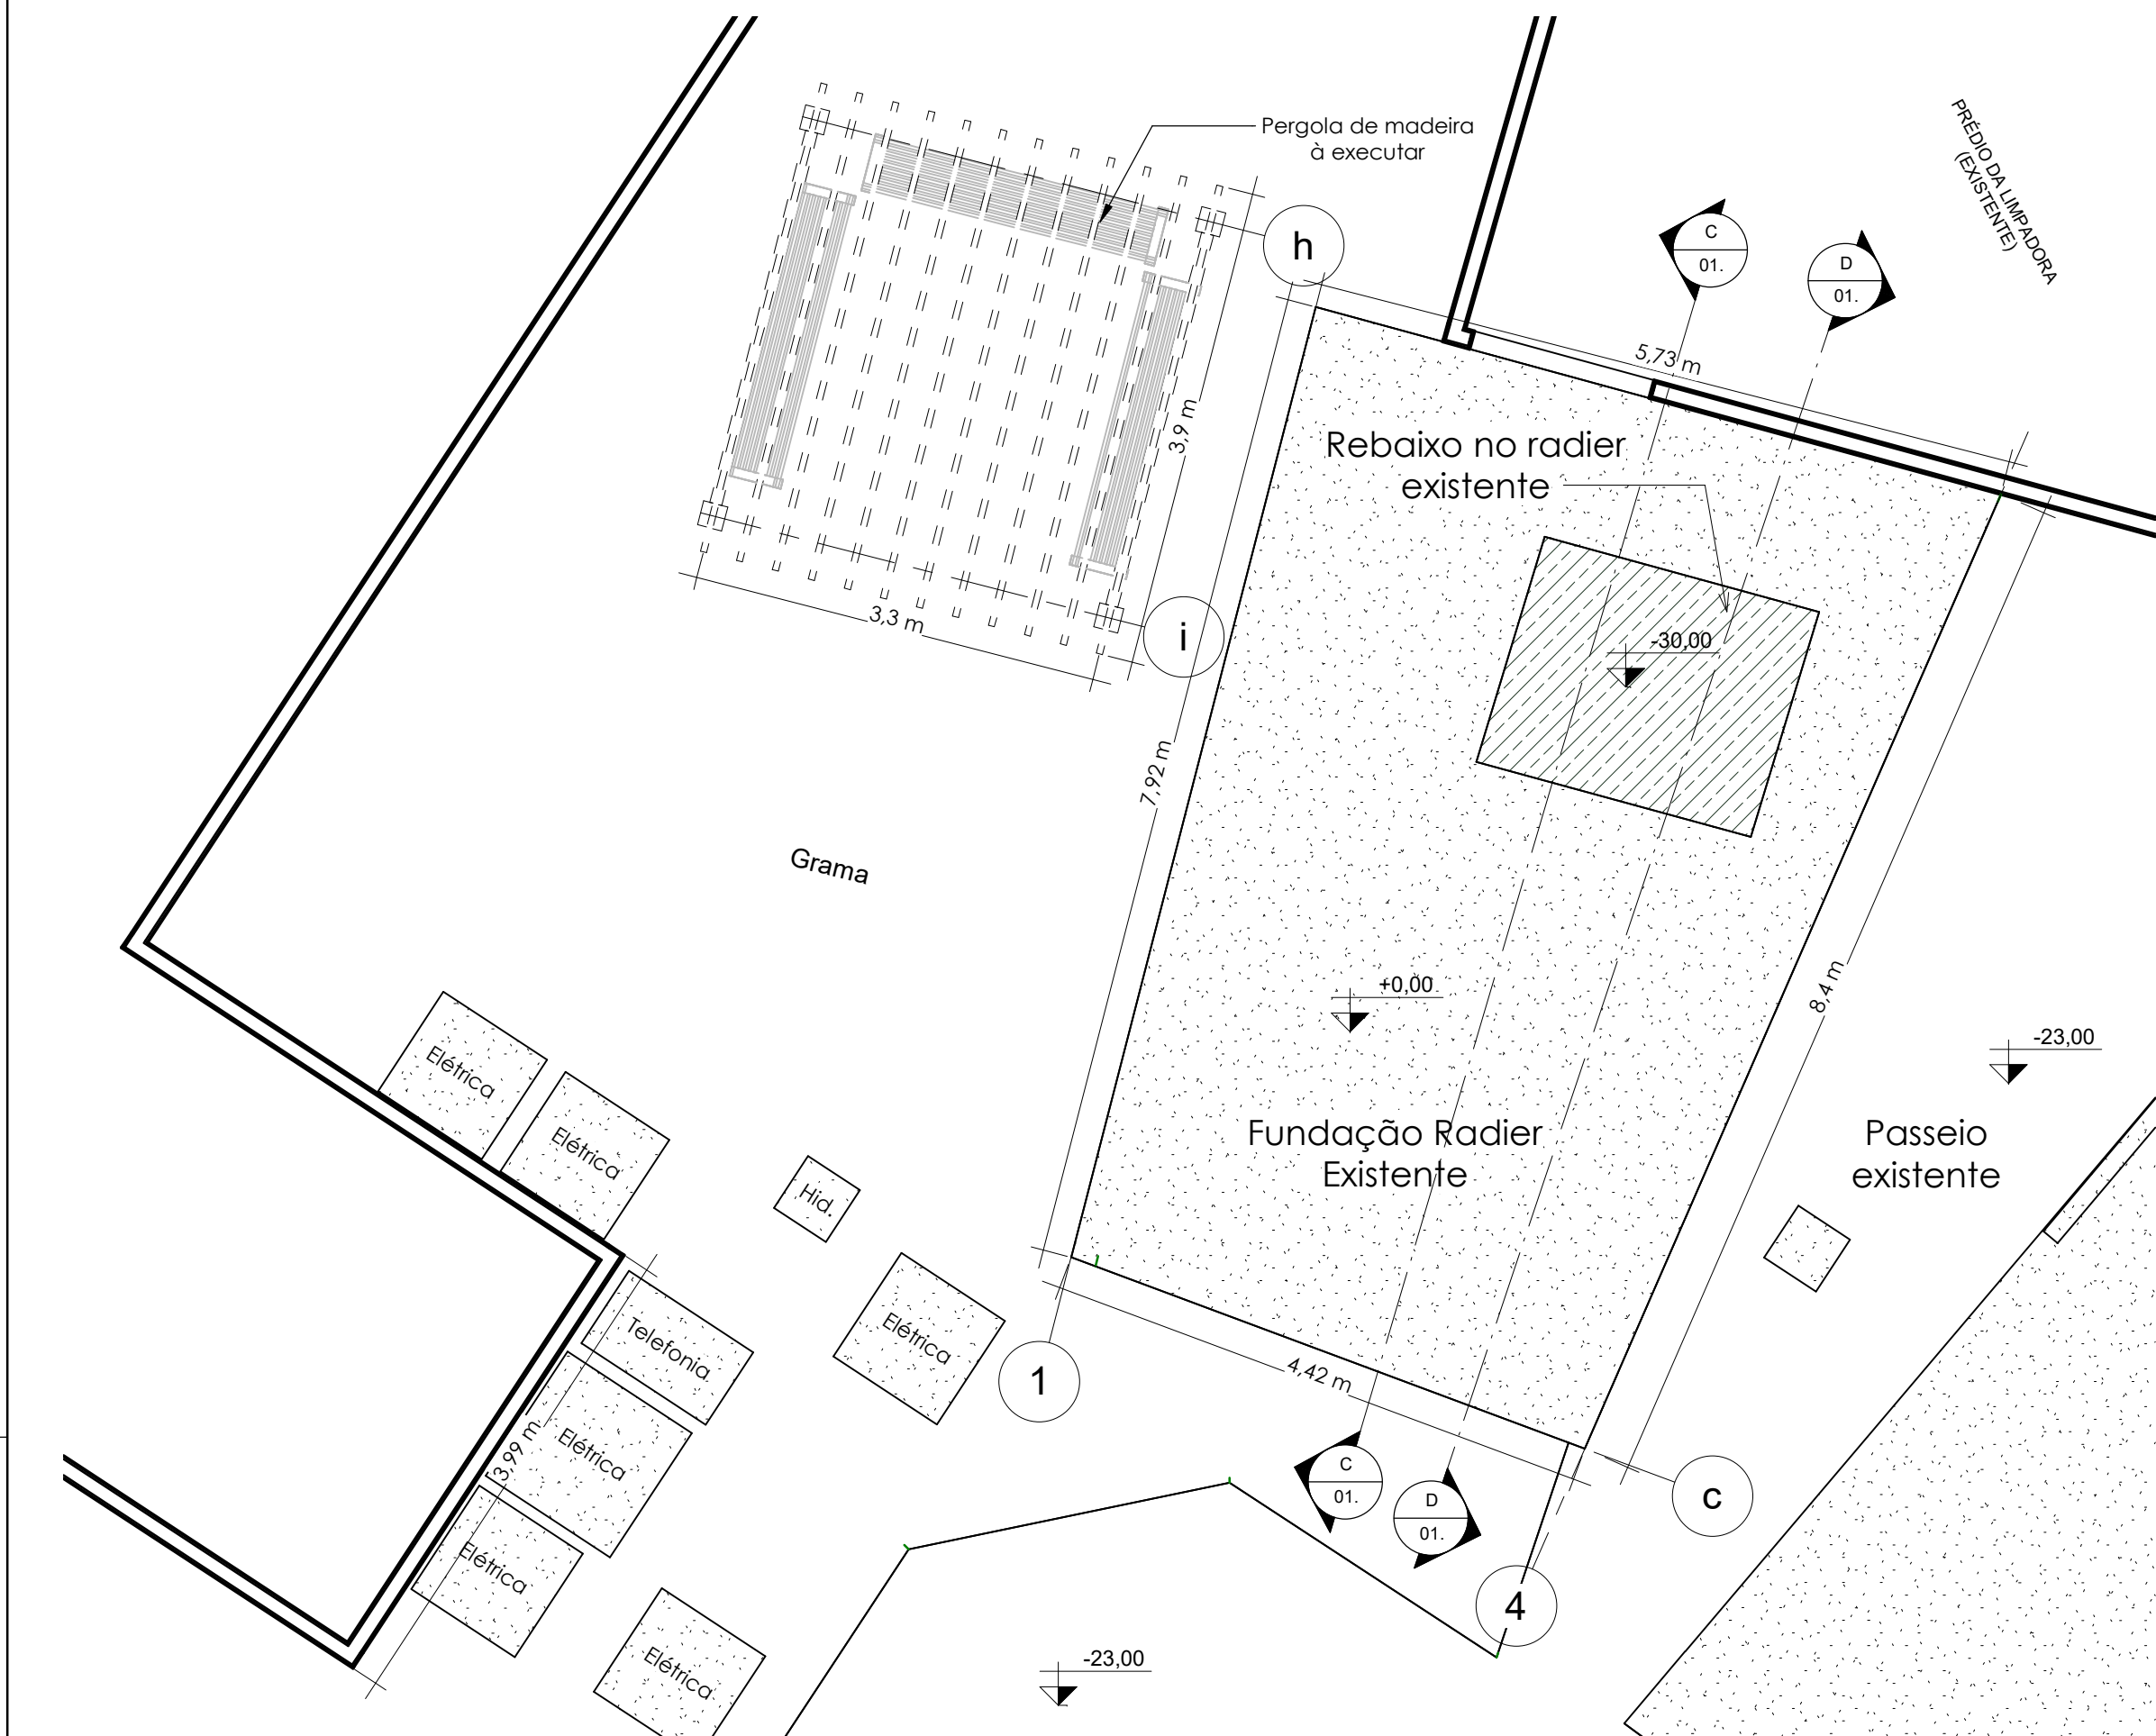 Pergola de madeira
à executar
PRÉDIO DA LIMPADORA
(EXISTENTE)
h
C
01.
D
01.
5,73 m
3,9 m
Rebaixo no radier
existente
3,3 m
i
-30,00
7,92 m
Grama
8,4 m
+0,00
-23,00
Elétrica
Elétrica
Fundação Radier
Existente
Passeio
existente
Hid.
Telefonia
Elétrica
1
4,42 m
3,99 m
Elétrica
C
01.
D
01.
c
Elétrica
4
Elétrica
-23,00